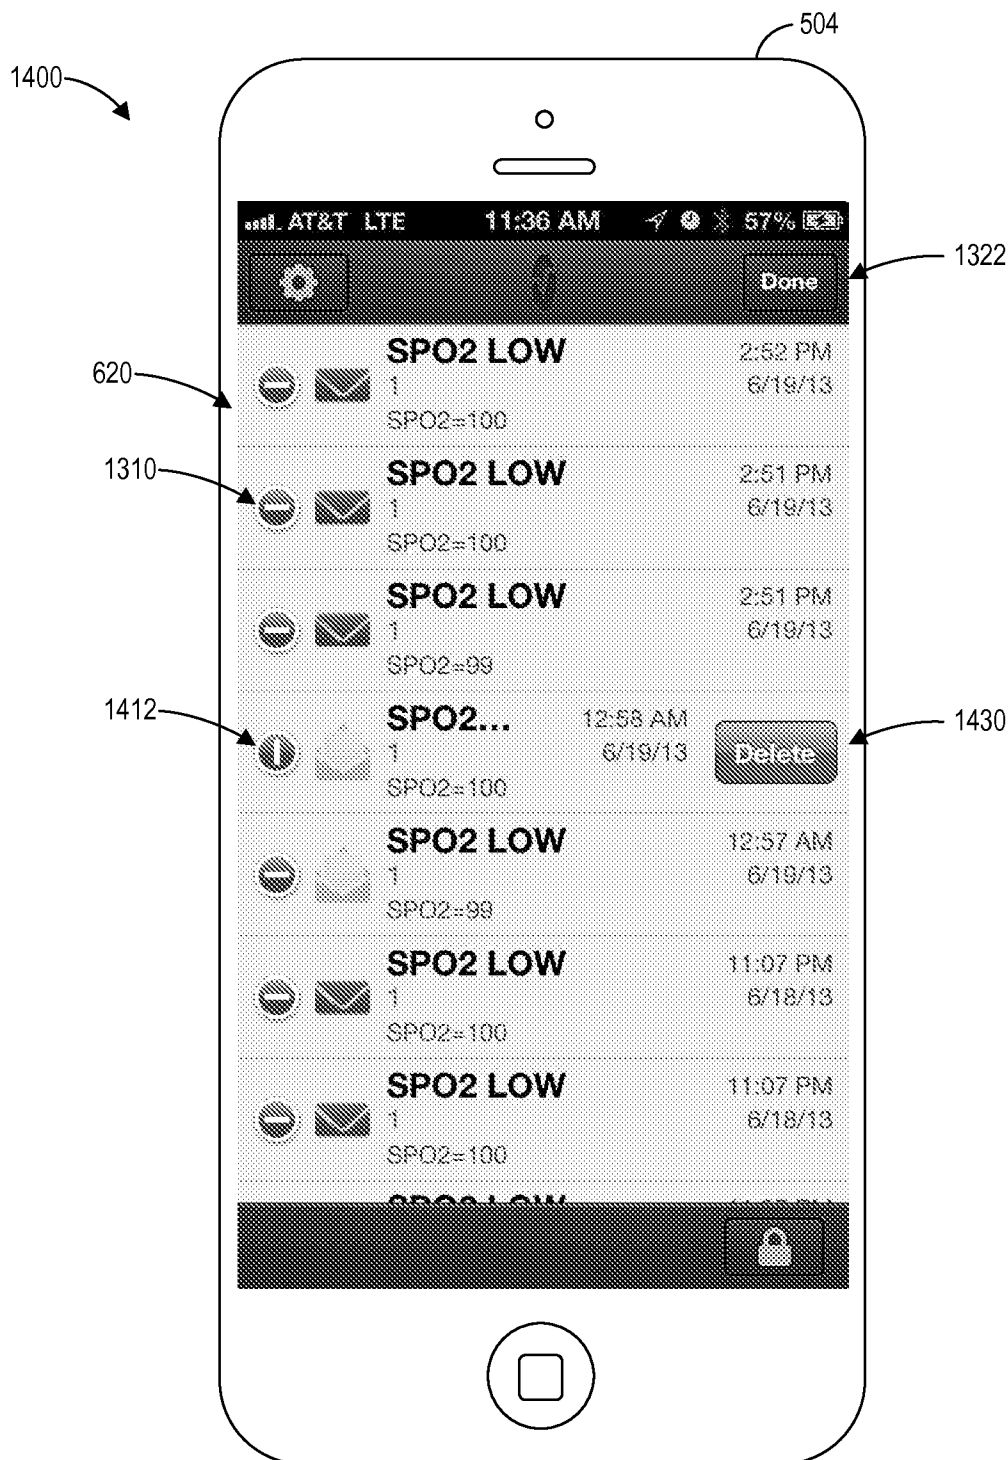 504
1400
AT&T LTE 11:36 AM 57%
Done
1322
SPO2 LOW 2:52 PM
1 6/19/13
SPO2=100
620
SPO2 LOW 2:51 PM
1310
1 6/19/13
SPO2=100
SPO2 LOW 2:51 PM
1 6/19/13
SPO2=99
SPO2... 12:58 AM
1412
1 6/19/13
Delete
1430
SPO2=100
SPO2 LOW 12:57 AM
1 6/19/13
SPO2=99
SPO2 LOW 11:07 PM
1 6/18/13
SPO2=100
SPO2 LOW 11:07 PM
1 6/18/13
SPO2=100
SPO2 LOW